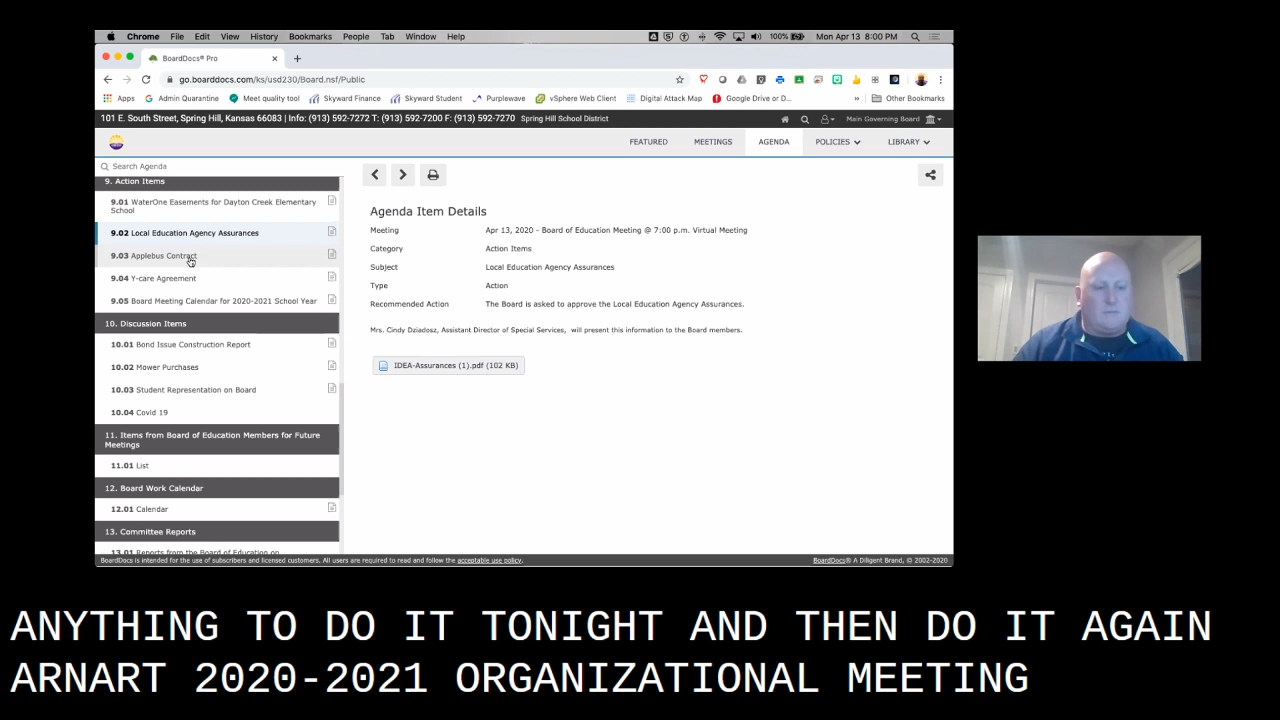 Chrome File Edit View History Bookmarks People Tab Window Help 100% Mon Apr 13 8:00 PM
BoardDocs® Pro
go.boarddocs.com/ks/usd230/Board.nsf/Public
Apps Admin Quarantine Meet quality tool Skyward Finance Skyward Student Purplewave vSphere Web Client Digital Attack Map Google Drive or D... » Other Bookmarks
101 E. South Street, Spring Hill, Kansas 66083 | Info: (913) 592-7272 T: (913) 592-7200 F: (913) 592-7270 Spring Hill School District Main Governing Board
FEATURED MEETINGS AGENDA POLICIES LIBRARY
Search Agenda
9. Action Items
9.01 WaterOne Easements for Dayton Creek Elementary
School
9.02 Local Education Agency Assurances
9.03 Applebus Contract
9.04 Y-care Agreement
9.05 Board Meeting Calendar for 2020-2021 School Year
10. Discussion Items
10.01 Bond Issue Construction Report
10.02 Mower Purchases
10.03 Student Representation on Board
10.04 Covid 19
11. Items from Board of Education Members for Future
Meetings
11.01 List
12. Board Work Calendar
12.01 Calendar
13. Committee Reports
13.01 Reports from the Board of Education on
Agenda Item Details
Meeting Apr 13, 2020 - Board of Education Meeting @ 7:00 p.m. Virtual Meeting
Category Action Items
Subject Local Education Agency Assurances
Type Action
Recommended Action The Board is asked to approve the Local Education Agency Assurances.
Mrs. Cindy Dziadosz, Assistant Director of Special Services, will present this information to the Board members.
IDEA-Assurances (1).pdf (102 KB)
BoardDocs is intended for the use of subscribers and licensed customers. All users are required to read and follow the acceptable use policy. BoardDocs® A Diligent Brand, © 2002-2020
ANYTHING TO DO IT TONIGHT AND THEN DO IT AGAIN
ARNART 2020-2021 ORGANIZATIONAL MEETING